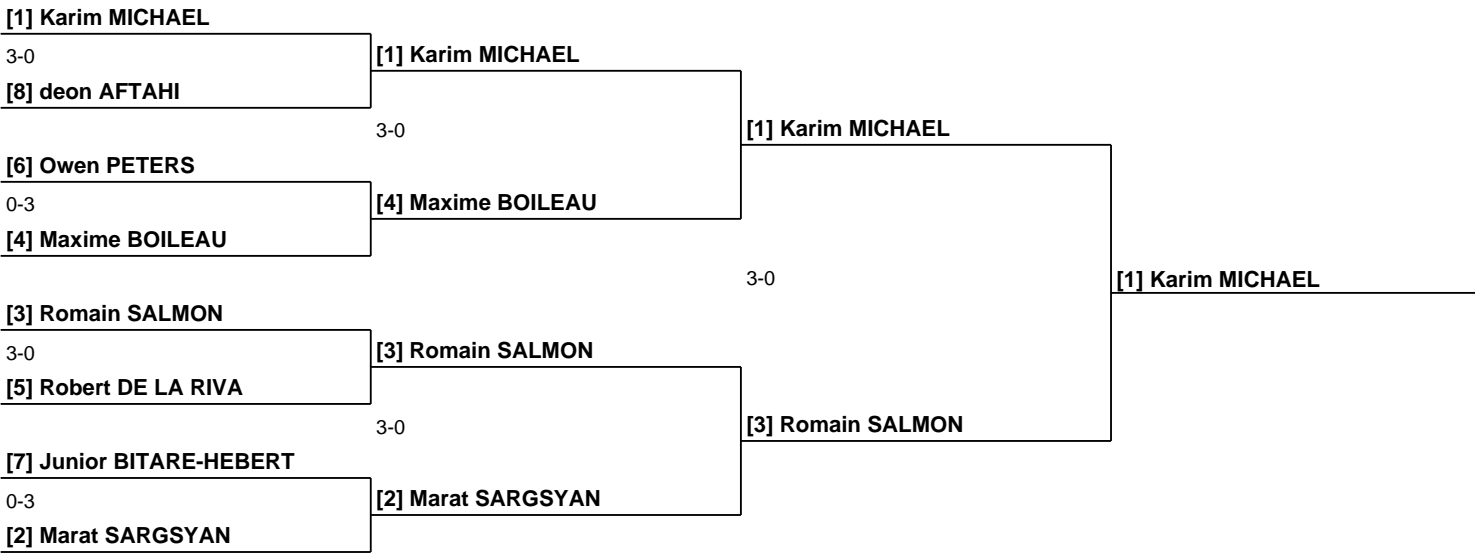 [1] Karim MICHAEL
3-0
[1] Karim MICHAEL
[8] deon AFTAHI
3-0
[1] Karim MICHAEL
[6] Owen PETERS
0-3
[4] Maxime BOILEAU
[4] Maxime BOILEAU
3-0
[1] Karim MICHAEL
[3] Romain SALMON
3-0
[3] Romain SALMON
[5] Robert DE LA RIVA
3-0
[3] Romain SALMON
[7] Junior BITARE-HEBERT
0-3
[2] Marat SARGSYAN
[2] Marat SARGSYAN